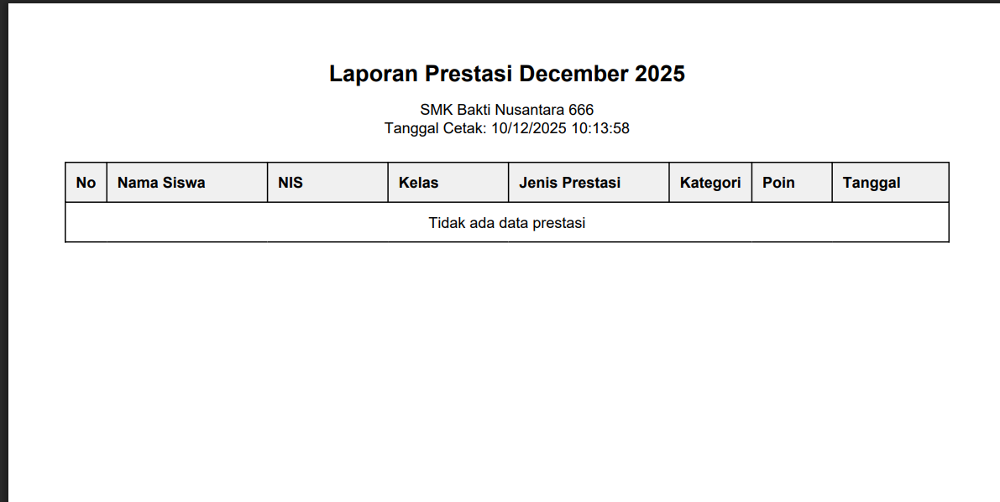 Laporan Prestasi December 2025
SMK Bakti Nusantara 666
Tanggal Cetak: 10/12/2025 10:13:58
No Nama Siswa NIS Kelas Jenis Prestasi Kategori Poin Tanggal
Tidak ada data prestasi